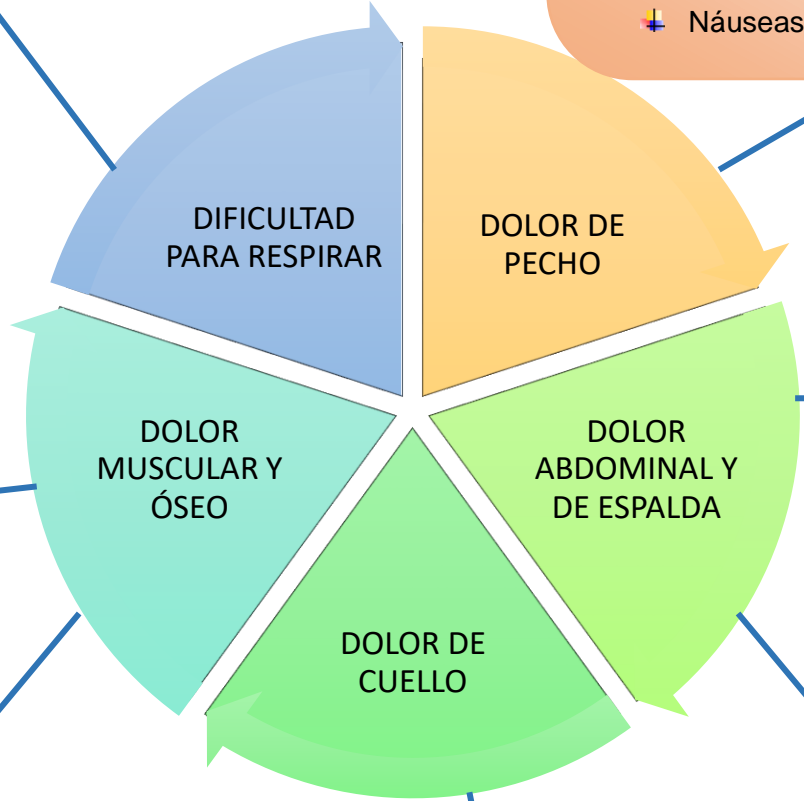 Náuseas
DIFICULTAD
PARA RESPIRAR
DOLOR DE
PECHO
DOLOR
MUSCULAR Y
ÓSEO
DOLOR
ABDOMINAL Y
DE ESPALDA
DOLOR DE
CUELLO